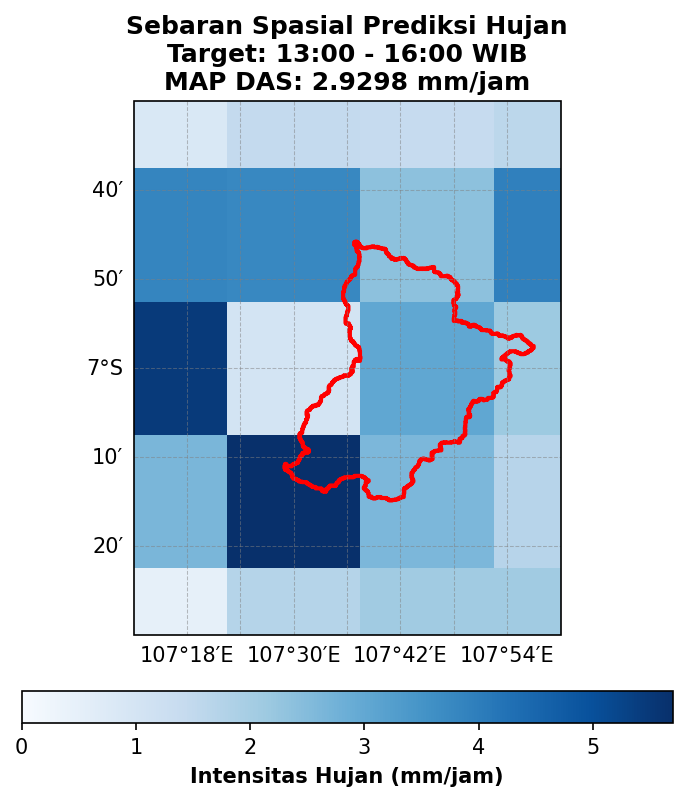 Sebaran Spasial Prediksi Hujan
Target: 13:00 - 16:00 WIB
MAP DAS: 2.9298 mm/jam
40′
50′
7°S
10′
20′
107°18′E 107°30′E 107°42′E 107°54′E
0 1 2 3 4 5
Intensitas Hujan (mm/jam)